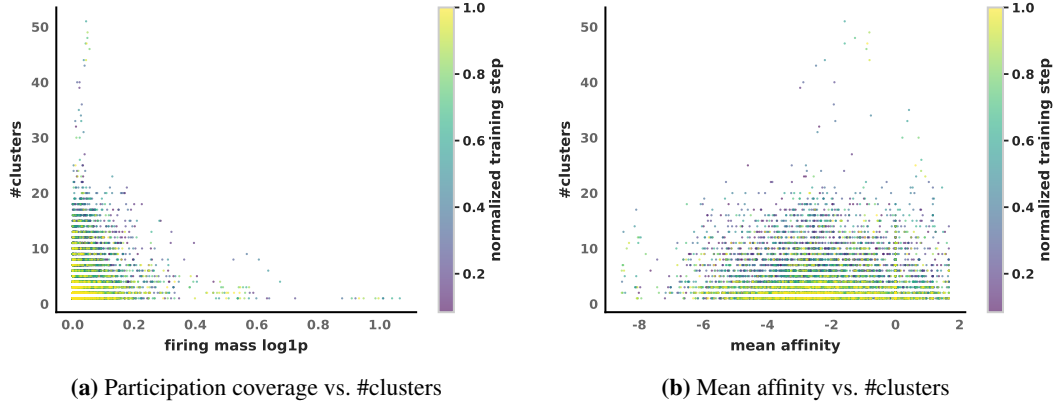 50
40
30
20
10
0
#clusters
0.0 0.2 0.4 0.6 0.8 1.0
firing mass log1p
1.0
0.8
0.6
0.4
0.2
normalized training step
(a) Participation coverage vs. #clusters
50
40
30
20
10
0
#clusters
-8 -6 -4 -2 0 2
mean affinity
1.0
0.8
0.6
0.4
0.2
normalized training step
(b) Mean affinity vs. #clusters